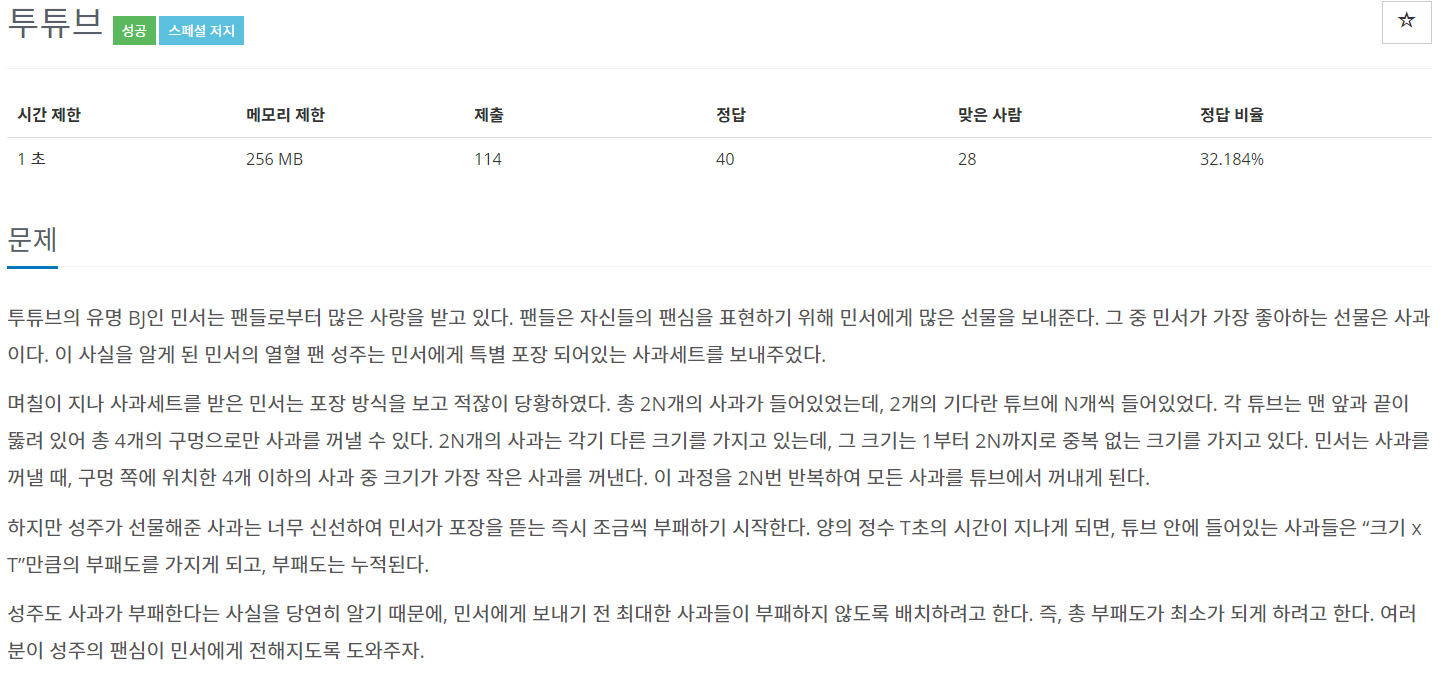 투튜브 성공 스페셜 저지
☆
시간 제한 메모리 제한 제출 정답 맞은 사람 정답 비율
1 초 256 MB 114 40 28 32.184%
문제
투튜브의 유명 BJ인 민서는 팬들로부터 많은 사랑을 받고 있다. 팬들은 자신들의 팬심을 표현하기 위해 민서에게 많은 선물을 보내준다. 그 중 민서가 가장 좋아하는 선물은 사과
이다. 이 사실을 알게 된 민서의 열혈 팬 성주는 민서에게 특별 포장 되어있는 사과세트를 보내주었다.
며칠이 지나 사과세트를 받은 민서는 포장 방식을 보고 적잖이 당황하였다. 총 2N개의 사과가 들어있었는데, 2개의 기다란 튜브에 N개씩 들어있었다. 각 튜브는 맨 앞과 끝이
뚫려 있어 총 4개의 구멍으로만 사과를 꺼낼 수 있다. 2N개의 사과는 각기 다른 크기를 가지고 있는데, 그 크기는 1부터 2N까지로 중복 없는 크기를 가지고 있다. 민서는 사과를
꺼낼 때, 구멍 쪽에 위치한 4개 이하의 사과 중 크기가 가장 작은 사과를 꺼낸다. 이 과정을 2N번 반복하여 모든 사과를 튜브에서 꺼내게 된다.
하지만 성주가 선물해준 사과는 너무 신선하여 민서가 포장을 뜯는 즉시 조금씩 부패하기 시작한다. 양의 정수 T초의 시간이 지나게 되면, 튜브 안에 들어있는 사과들은 “크기 x
T”만큼의 부패도를 가지게 되고, 부패도는 누적된다.
성주도 사과가 부패한다는 사실을 당연히 알기 때문에, 민서에게 보내기 전 최대한 사과들이 부패하지 않도록 배치하려고 한다. 즉, 총 부패도가 최소가 되게 하려고 한다. 여러
분이 성주의 팬심이 민서에게 전해지도록 도와주자.